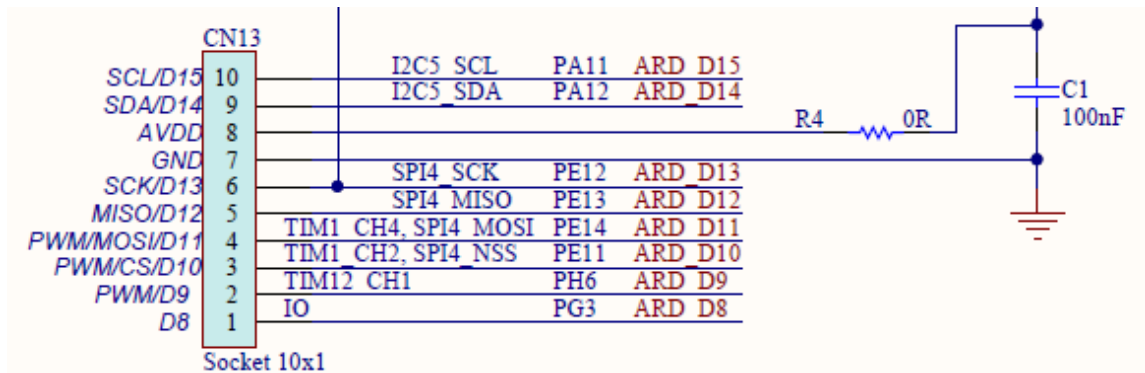 CN13
SCL/D15 10 I2C5_SCL PA11 ARD_D15
SDA/D14 9 I2C5_SDA PA12 ARD_D14
AVDD 8 R4 0R C1
100nF
GND 7
SCK/D13 6 SPI4_SCK PE12 ARD_D13
MISO/D12 5 SPI4_MISO PE13 ARD_D12
PWM/MOSI/D11 4 TIM1_CH4, SPI4_MOSI PE14 ARD_D11
PWM/CS/D10 3 TIM1_CH2, SPI4_NSS PE11 ARD_D10
PWM/D9 2 TIM12_CH1 PH6 ARD_D9
D8 1 IO PG3 ARD_D8
Socket 10x1